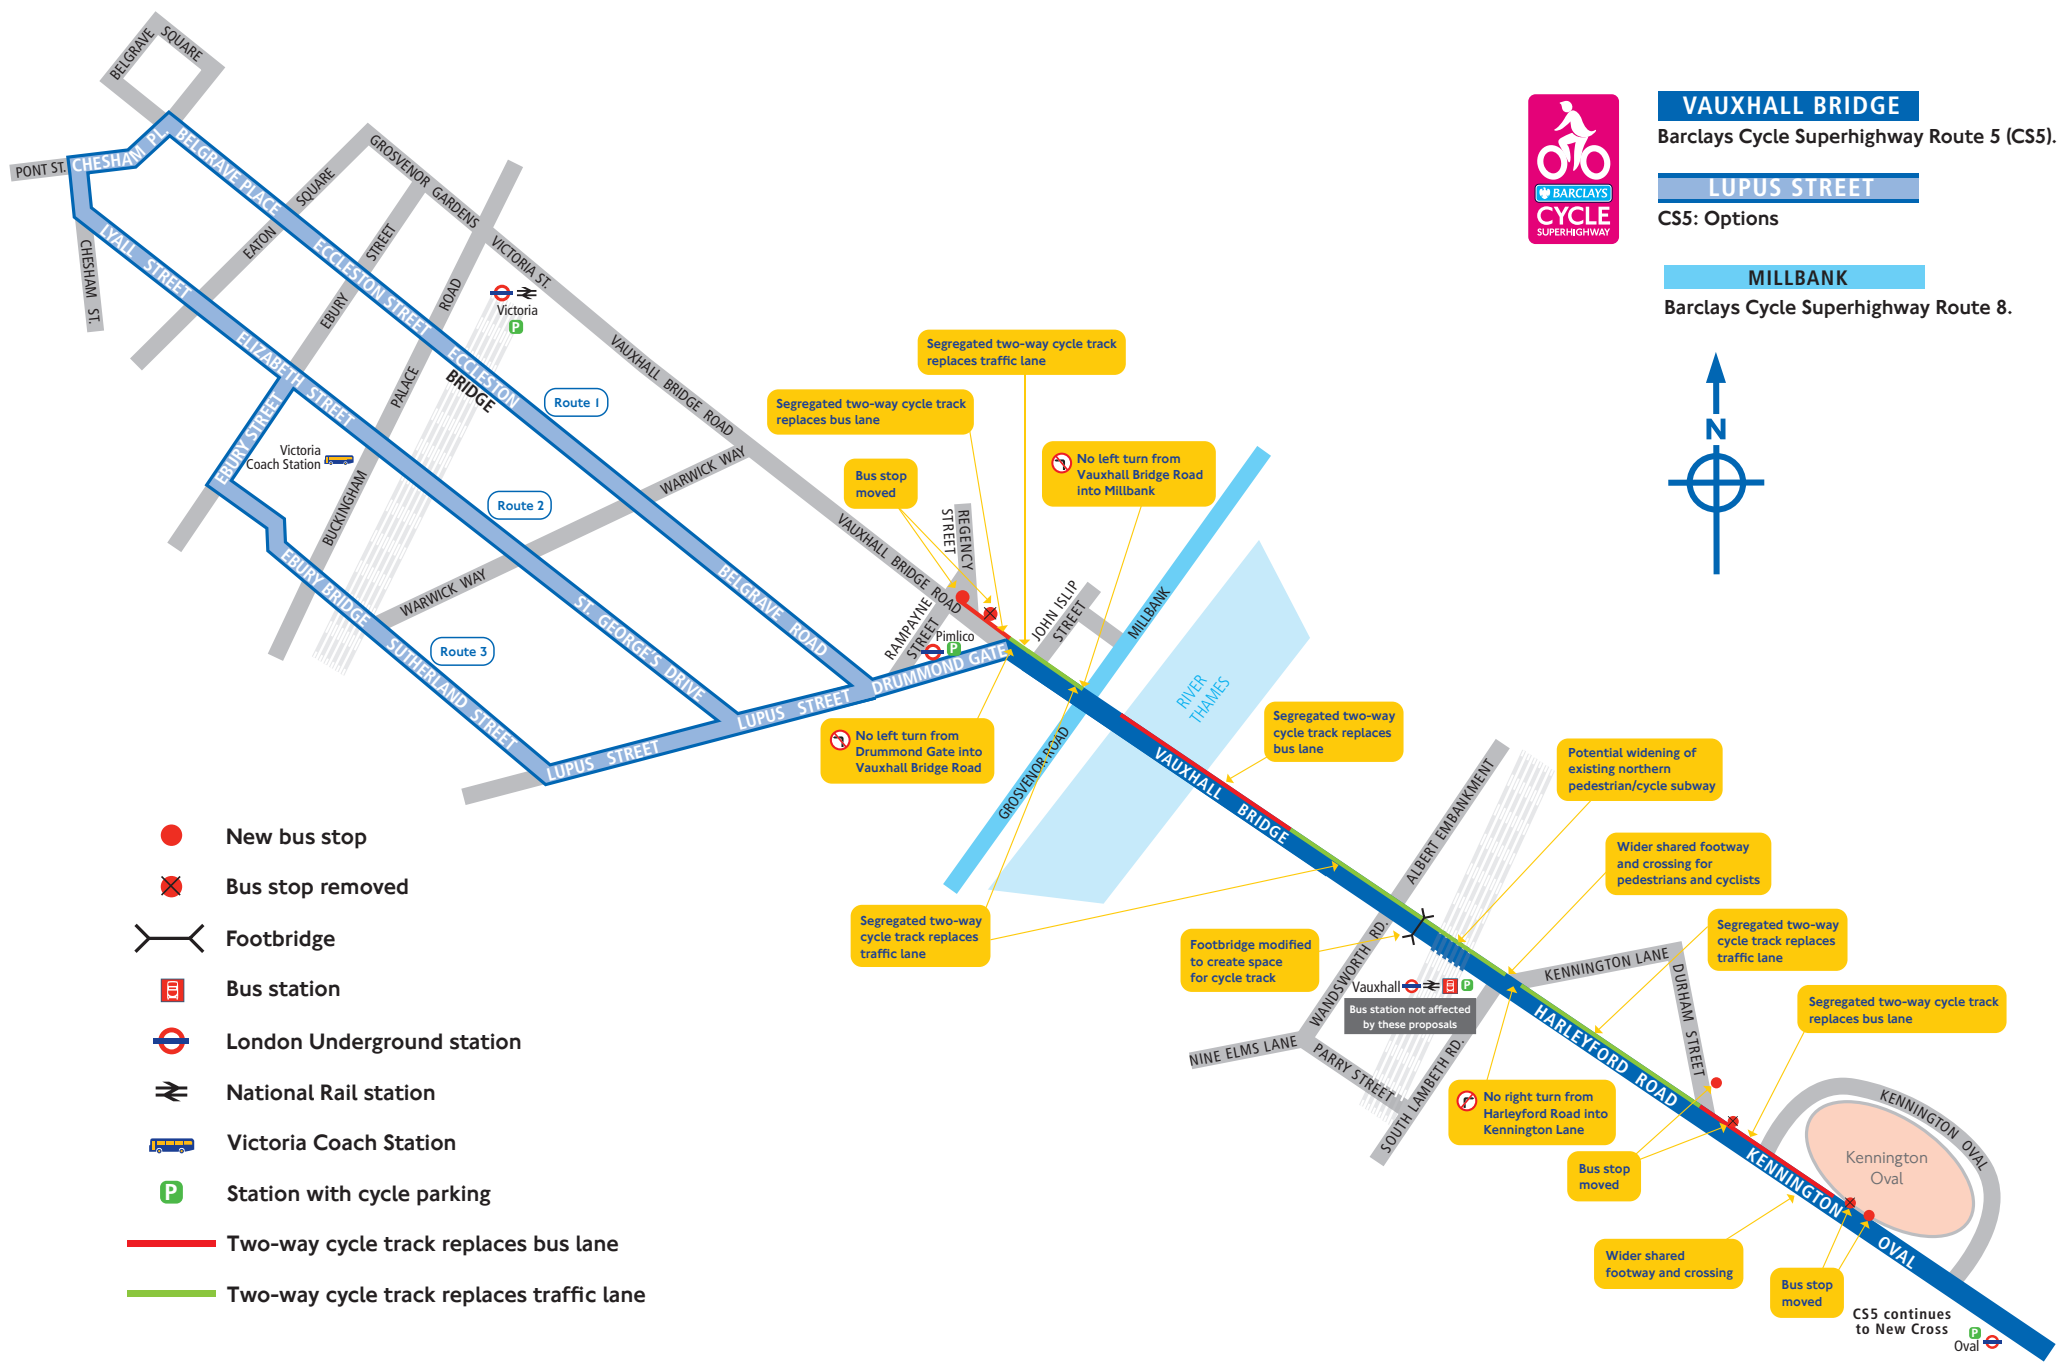 BELGRAVE
SQUARE
PONT ST.
CHESHAM PL.
BELGRAVE PLACE
GROSVENOR GARDENS
EATON
SQUARE
CHESHAM ST.
LYALL STREET
ECCLESTON STREET
EBURY
STREET
VICTORIA ST.
BUCKINGHAM
PALACE
ROAD
Victoria
P
ELIZABETH STREET
ECCLESTON
BRIDGE
VAUXHALL BRIDGE ROAD
Route 1
EBURY STREET
Victoria
Coach Station
WARWICK WAY
Route 2
WARWICK WAY
EBURY BRIDGE
SUTHERLAND STREET
Route 3
ST. GEORGE'S DRIVE
BELGRAVE ROAD
LUPUS STREET
LUPUS STREET
DRUMMOND GATE
VAUXHALL BRIDGE ROAD
RAMPAYNE
STREET
REGENCY
STREET
Pimlico
P
JOHN ISLIP
STREET
MILLBANK
GROSVENOR ROAD
RIVER
THAMES
Segregated two-way cycle track
replaces traffic lane
Segregated two-way cycle track
replaces bus lane
Bus stop
moved
No left turn from
Vauxhall Bridge Road
into Millbank
No left turn from
Drummond Gate into
Vauxhall Bridge Road
Segregated two-way
cycle track replaces
traffic lane
Segregated two-way
cycle track replaces
bus lane
VAUXHALL BRIDGE
ALBERT EMBANKMENT
Potential widening of
existing northern
pedestrian/cycle subway
Wider shared footway
and crossing for
pedestrians and cyclists
Footbridge modified
to create space
for cycle track
Segregated two-way
cycle track replaces
traffic lane
WANDSWORTH RD.
Vauxhall
P
Bus station not affected
by these proposals
NINE ELMS LANE
PARRY STREET
SOUTH LAMBETH RD.
KENNINGTON LANE
DURHAM STREET
HARLEYFORD ROAD
Segregated two-way cycle track
replaces bus lane
No right turn from
Harleyford Road into
Kennington Lane
Bus stop
moved
KENNINGTON OVAL
Kennington
Oval
KENNINGTON OVAL
Wider shared
footway and crossing
Bus stop
moved
CS5 continues
to New Cross
P
Oval
BARCLAYS
CYCLE
SUPERHIGHWAY
VAUXHALL BRIDGE
Barclays Cycle Superhighway Route 5 (CS5).
LUPUS STREET
CS5: Options
MILLBANK
Barclays Cycle Superhighway Route 8.
N
New bus stop
Bus stop removed
Footbridge
Bus station
London Underground station
National Rail station
Victoria Coach Station
P
Station with cycle parking
Two-way cycle track replaces bus lane
Two-way cycle track replaces traffic lane